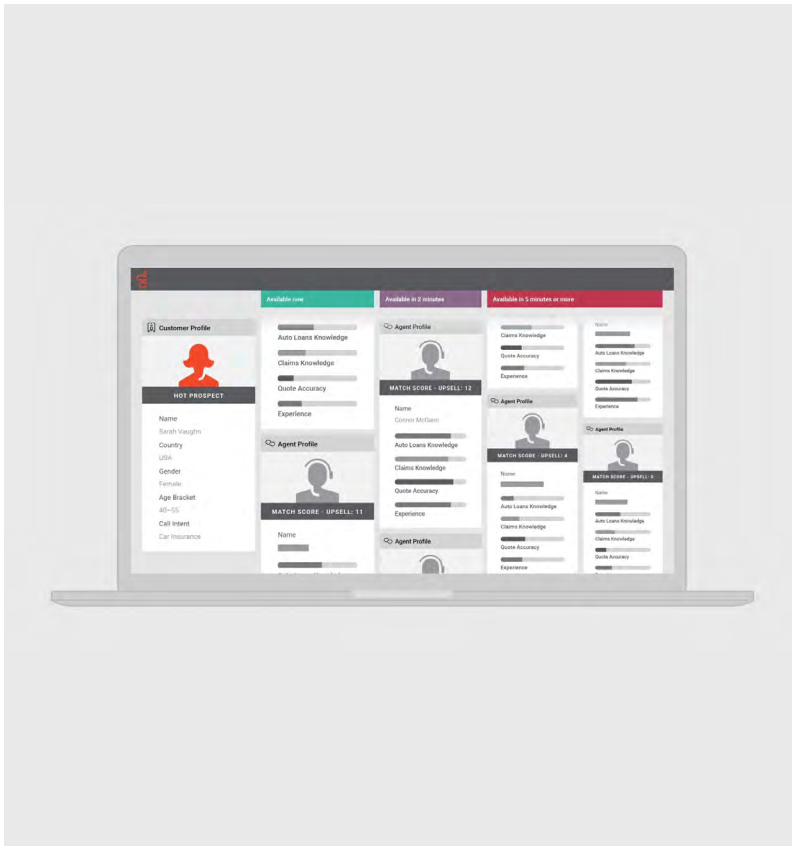 Available now
Available in 2 minutes
Available in 5 minutes or more
Customer Profile
HOT PROSPECT
Name
Sarah Vaughn
Country
USA
Gender
Female
Age Bracket
40–55
Call Intent
Car Insurance
Auto Loans Knowledge
Claims Knowledge
Quote Accuracy
Experience
Agent Profile
MATCH SCORE - UPSELL: 11
Name
Agent Profile
MATCH SCORE - UPSELL: 12
Name
Auto Loans Knowledge
Claims Knowledge
Quote Accuracy
Experience
Agent Profile
Claims Knowledge
Quote Accuracy
Experience
Agent Profile
MATCH SCORE - UPSELL: 4
Name
Auto Loans Knowledge
Claims Knowledge
Quote Accuracy
Experience
Name
Auto Loans Knowledge
Claims Knowledge
Quote Accuracy
Experience
Agent Profile
MATCH SCORE - UPSELL:
Name
Auto Loans Knowledge
Claims Knowledge
Quote Accuracy